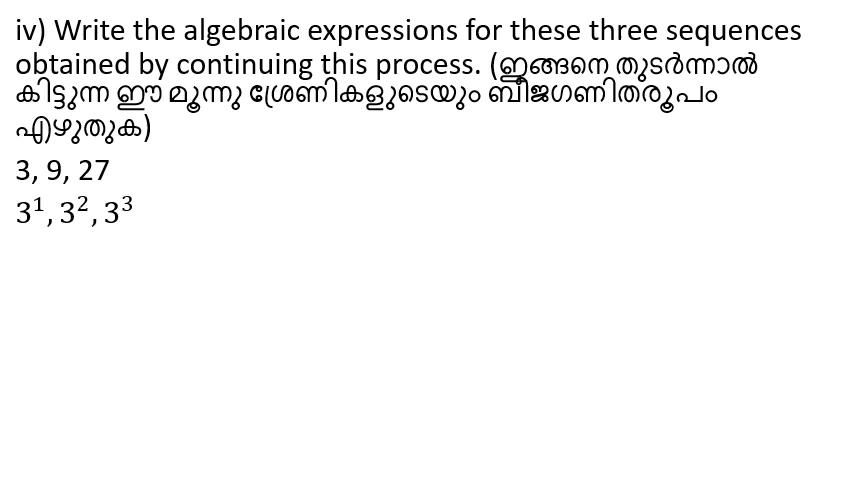 iv) Write the algebraic expressions for these three sequences
obtained by continuing this process. (ഇങ്ങനെ തുടർന്നാൽ
കിട്ടുന്ന ഈ മൂന്നു ശ്രേണികളുടെയും ബീജഗണിതരൂപം
എഴുതുക)
3, 9, 27
3¹, 3², 3³